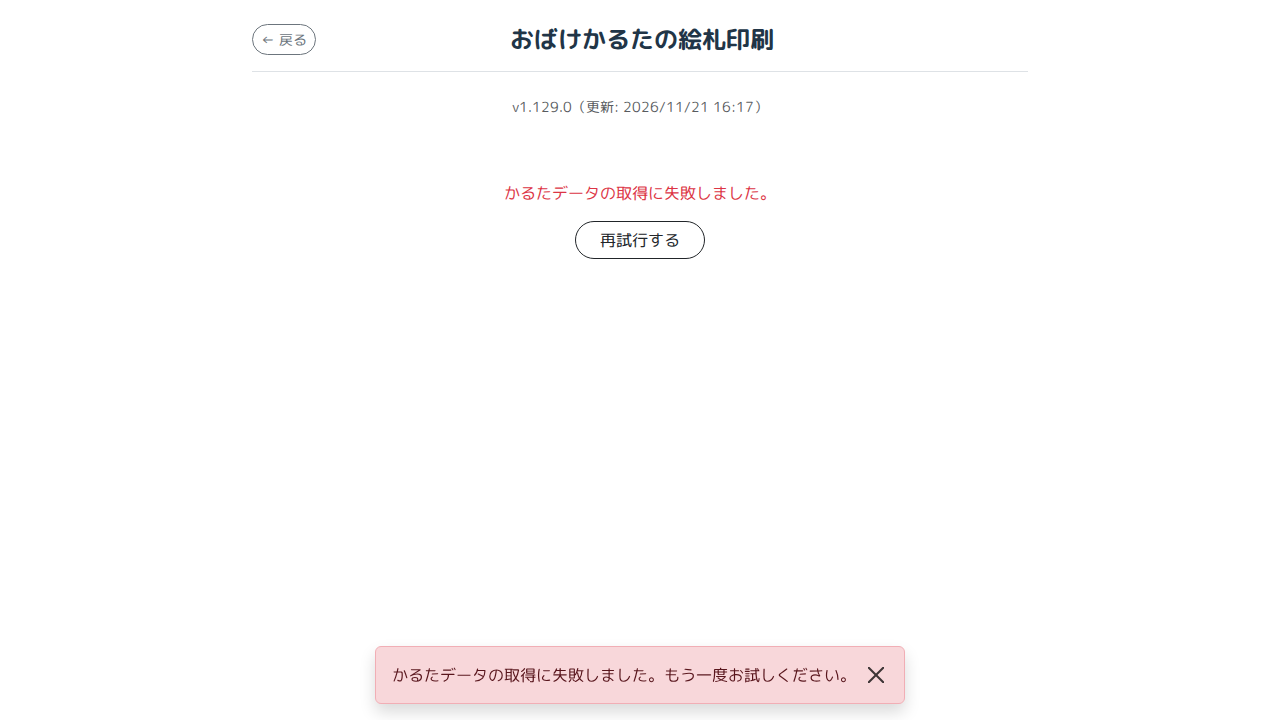 ← 戻る
おばけかるたの絵札印刷
v1.129.0（更新: 2026/11/21 16:17）
かるたデータの取得に失敗しました。
再試行する
かるたデータの取得に失敗しました。もう一度お試しください。